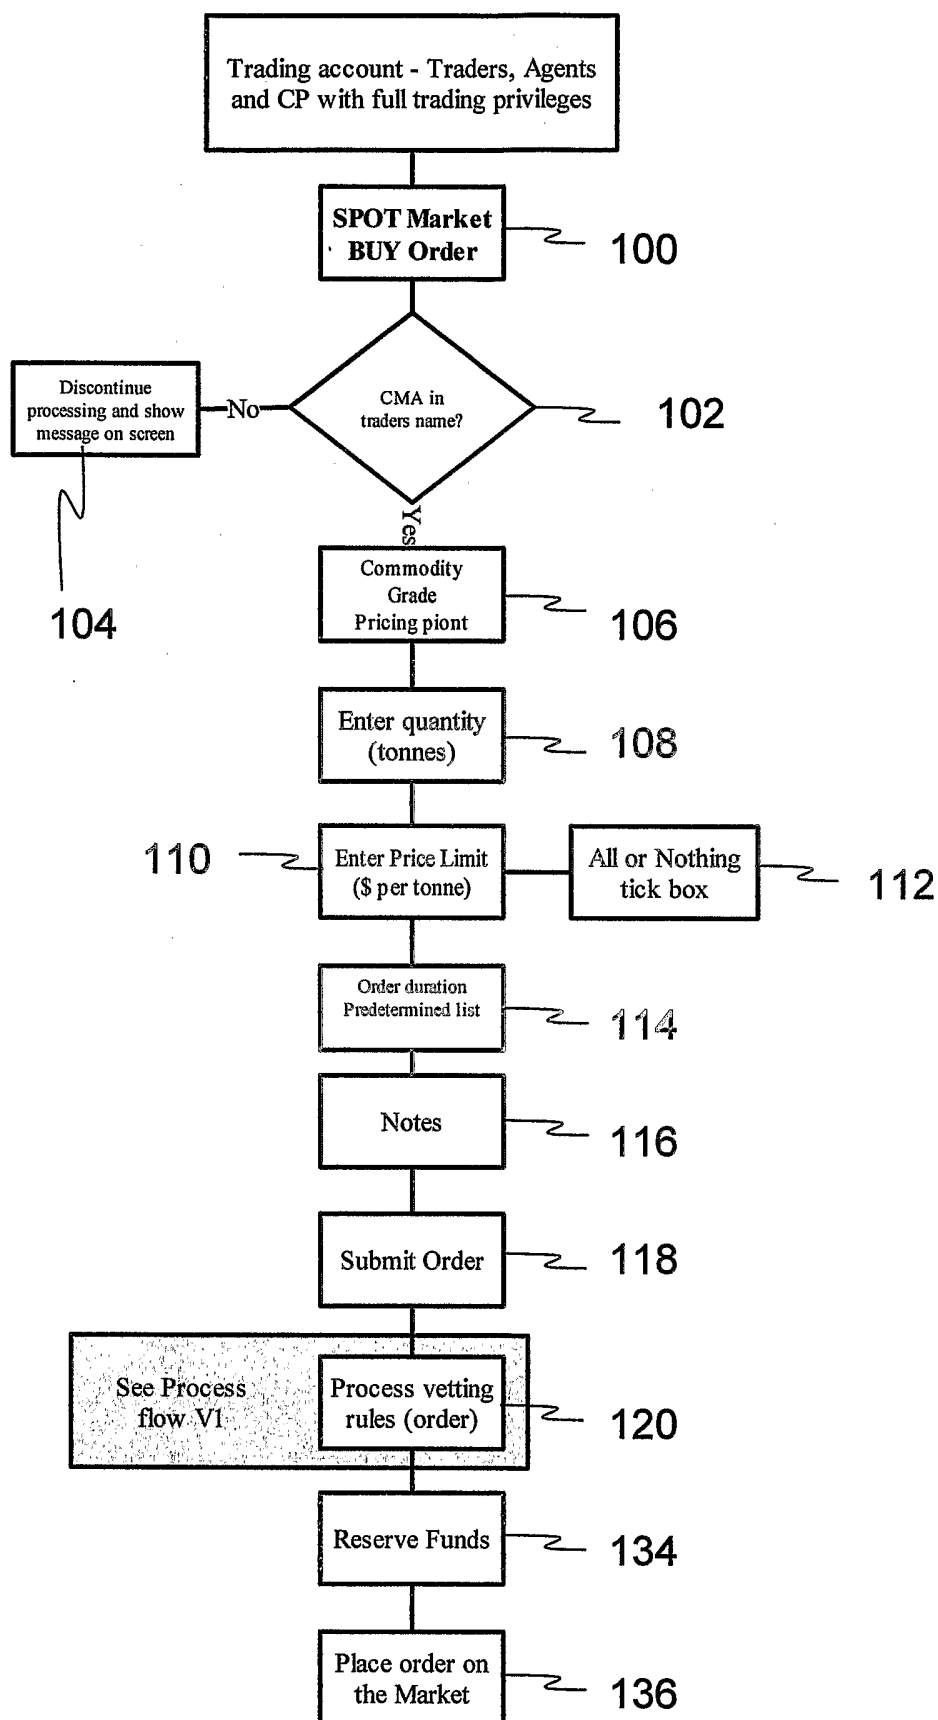 Trading account - Traders, Agents
and CP with full trading privileges
SPOT Market
BUY Order
100
CMA in
traders name?
102
No
Discontinue
processing and show
message on screen
104
Yes
Commodity
Grade
Pricing piont
106
Enter quantity
(tonnes)
108
110
Enter Price Limit
($ per tonne)
All or Nothing
tick box
112
Order duration
Predetermined list
114
Notes
116
Submit Order
118
See Process
flow V1
Process vetting
rules (order)
120
Reserve Funds
134
Place order on
the Market
136